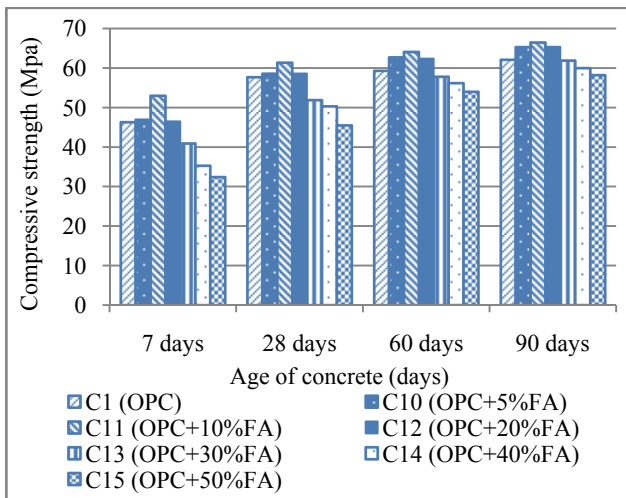 Compressive strength (Mpa)
70
60
50
40
30
20
10
0
7 days 28 days 60 days 90 days
Age of concrete (days)
C1 (OPC) C10 (OPC+5%FA)
C11 (OPC+10%FA) C12 (OPC+20%FA)
C13 (OPC+30%FA) C14 (OPC+40%FA)
C15 (OPC+50%FA)